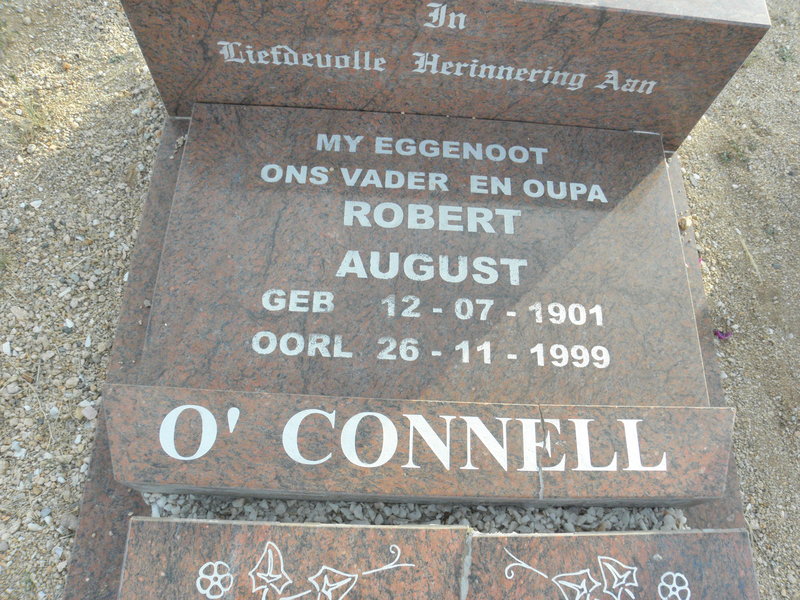 In
Liefdevolle Herinnering Aan
MY EGGENOOT
ONS VADER EN OUPA
ROBERT
AUGUST
GEB 12 - 07 - 1901
OORL 26 - 11 - 1999
O' CONNELL